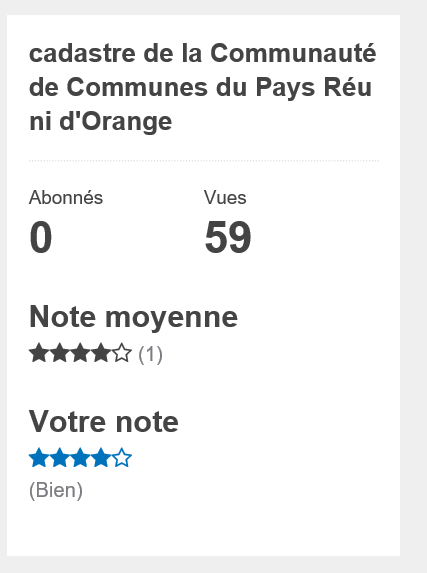 cadastre de la Communauté
de Communes du Pays Réu
ni d'Orange
Abonnés Vues
0 59
Note moyenne
(1)
Votre note
(Bien)